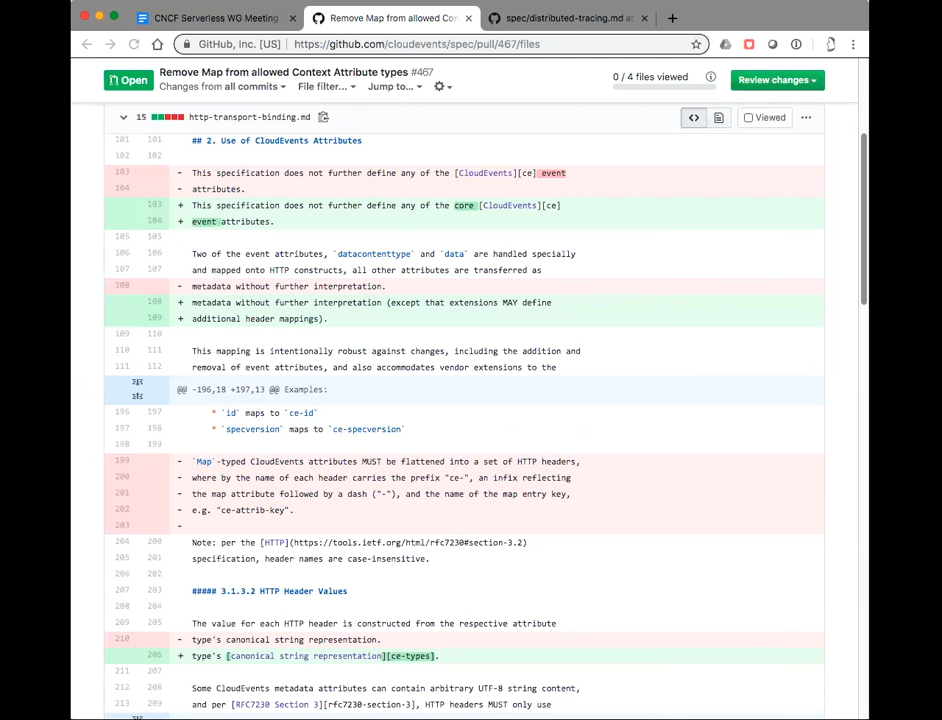 CNCF Serverless WG Meeting
Remove Map from allowed Con
spec/distributed-tracing.md at
GitHub, Inc. [US] | https://github.com/cloudevents/spec/pull/467/files
Open
Remove Map from allowed Context Attribute types #467
Changes from all commits
File filter...
Jump to...
0 / 4 files viewed
Review changes
15 http-transport-binding.md
Viewed
101 101 ## 2. Use of CloudEvents Attributes
102 102
103 - This specification does not further define any of the [CloudEvents][ce] event
104 - attributes.
103 + This specification does not further define any of the core [CloudEvents][ce]
104 + event attributes.
105 105
106 106 Two of the event attributes, `datacontenttype` and `data` are handled specially
107 107 and mapped onto HTTP constructs, all other attributes are transferred as
108 - metadata without further interpretation.
108 + metadata without further interpretation (except that extensions MAY define
109 + additional header mappings).
109 110
110 111 This mapping is intentionally robust against changes, including the addition and
111 112 removal of event attributes, and also accommodates vendor extensions to the
@@ -196,18 +197,13 @@ Examples:
196 197 * `id` maps to `ce-id`
197 198 * `specversion` maps to `ce-specversion`
198 199
199 - `Map`-typed CloudEvents attributes MUST be flattened into a set of HTTP headers,
200 - where by the name of each header carries the prefix "ce-", an infix reflecting
201 - the map attribute followed by a dash ("-"), and the name of the map entry key,
202 - e.g. "ce-attrib-key".
203 -
204 200 Note: per the [HTTP](https://tools.ietf.org/html/rfc7230#section-3.2)
205 201 specification, header names are case-insensitive.
206 202
207 203 ##### 3.1.3.2 HTTP Header Values
208 204
209 205 The value for each HTTP header is constructed from the respective attribute
210 - type's canonical string representation.
206 + type's [canonical string representation][ce-types].
211 207
212 208 Some CloudEvents metadata attributes can contain arbitrary UTF-8 string content,
213 209 and per [RFC7230 Section 3][rfc7230-section-3], HTTP headers MUST only use